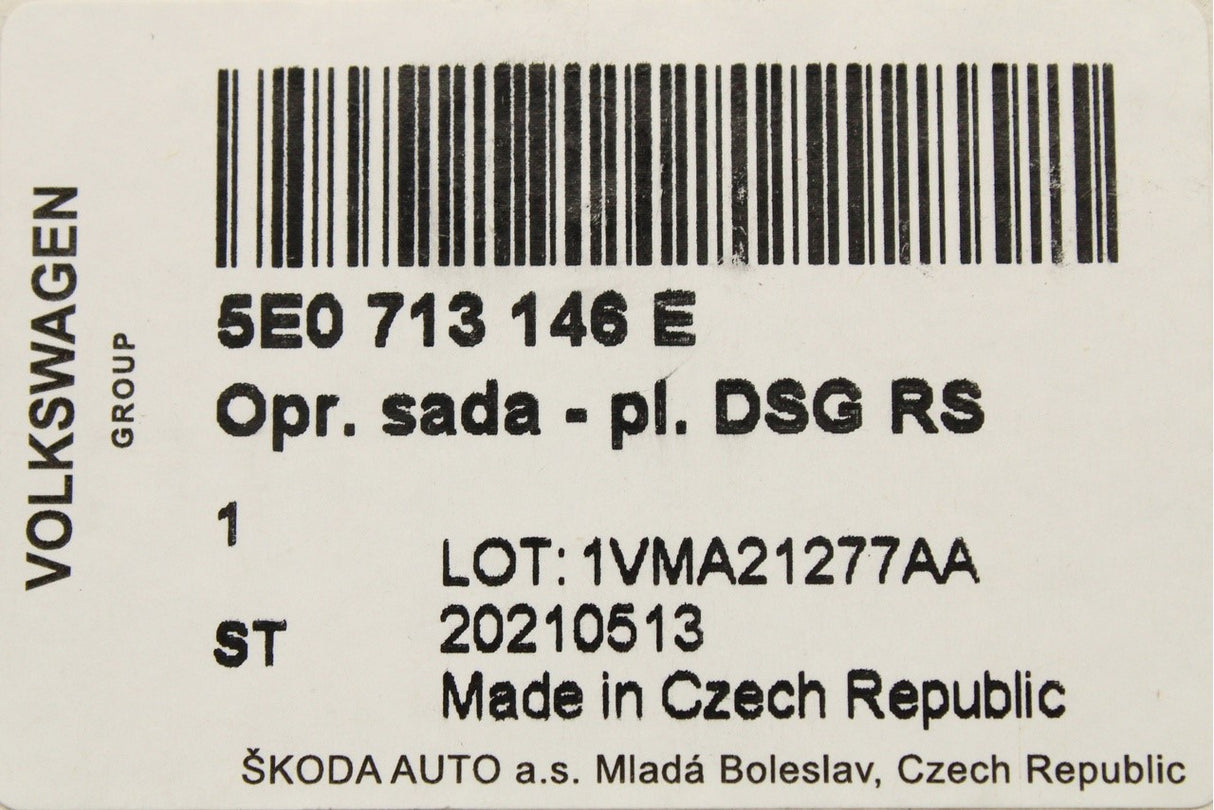 VOLKSWAGEN
GROUP
5E0 713 146 E
Opr. sada - pl. DSG RS
1
LOT: 1VMA21277AA
20210513
ST
Made in Czech Republic
ŠKODA AUTO a.s. Mladá Boleslav, Czech Republic